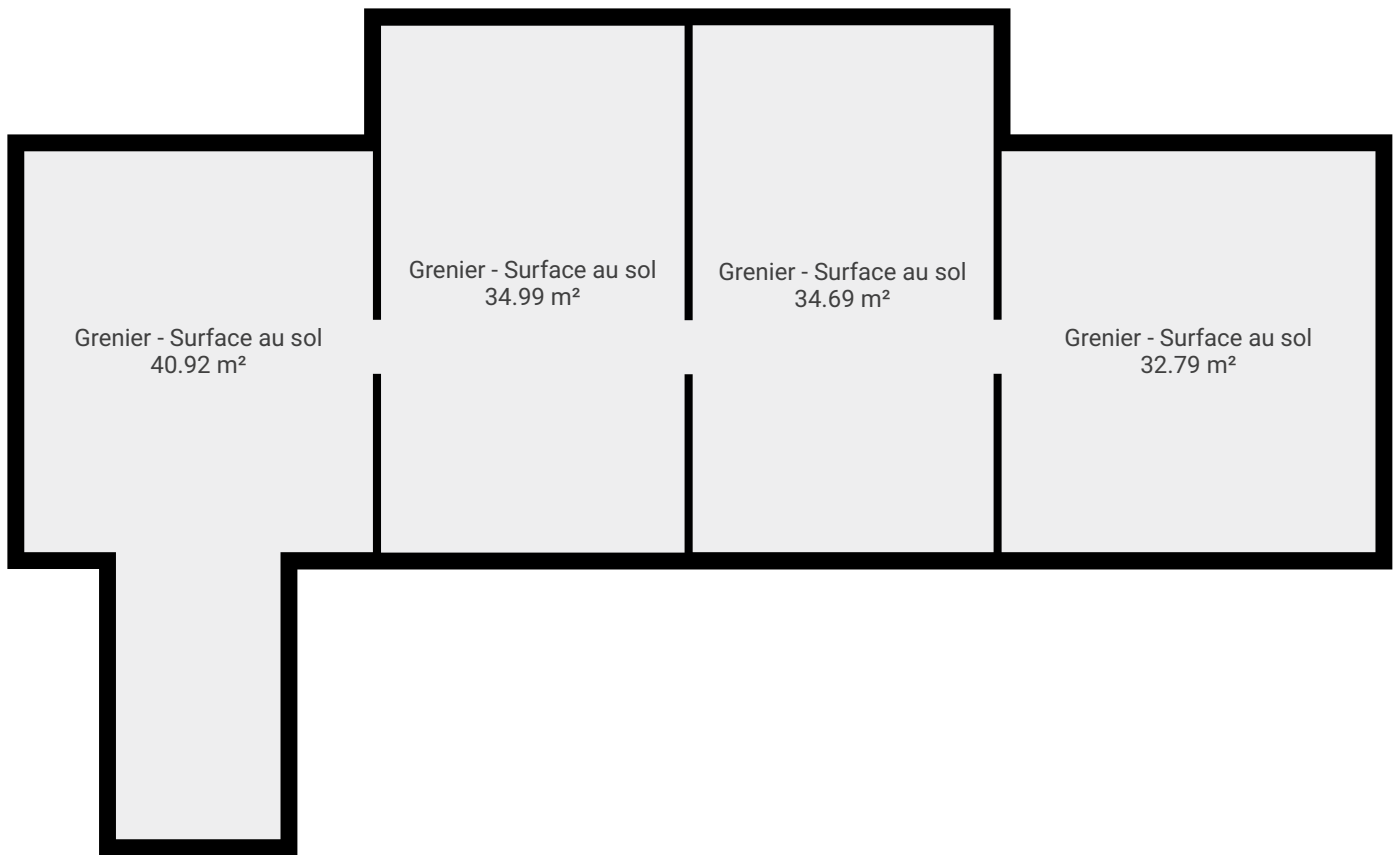 Grenier - Surface au sol
40.92 m²
Grenier - Surface au sol
34.99 m²
Grenier - Surface au sol
34.69 m²
Grenier - Surface au sol
32.79 m²